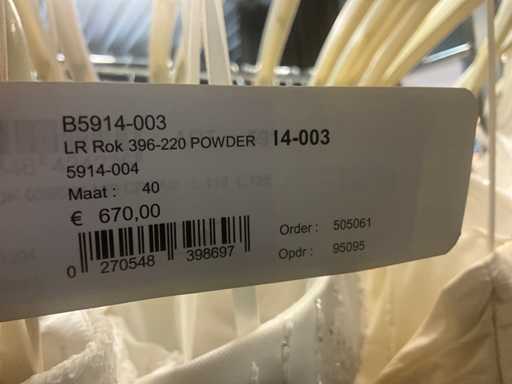 B5914-003
LR Rok 396-220 POWDER
14-003
5914-004
Maat : 40
€ 670,00
Order : 505061
Opdr : 95095
0 270548 398697